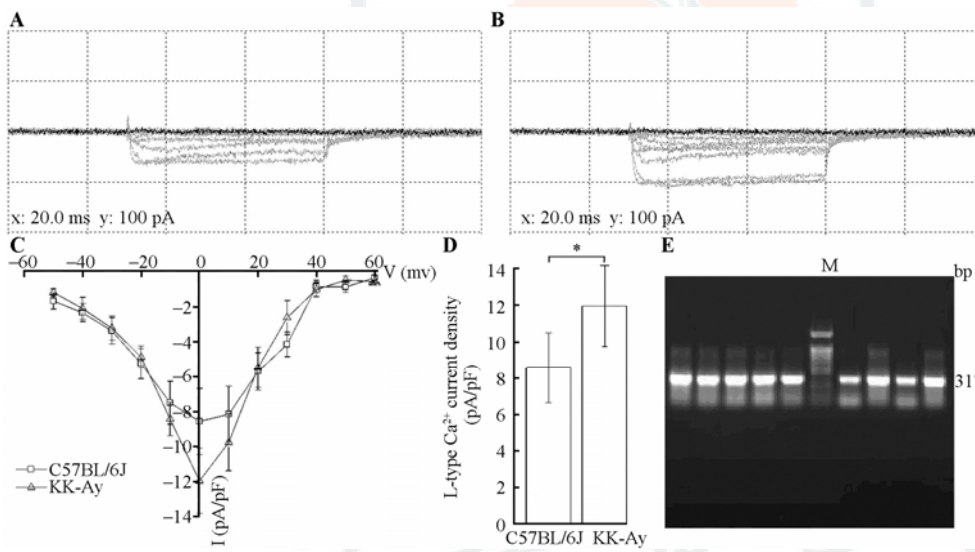 A
x: 20.0 ms y: 100 pA
B
x: 20.0 ms y: 100 pA
C
−60 −40 −20 0 20 40 60
V (mv)
−2
−4
−6
−8
−10
−12
−14
I (pA/pF)
C57BL/6J
KK-Ay
D
*
14
12
10
8
6
4
2
0
L-type Ca²⁺ current density
(pA/pF)
C57BL/6J KK-Ay
E
M
bp